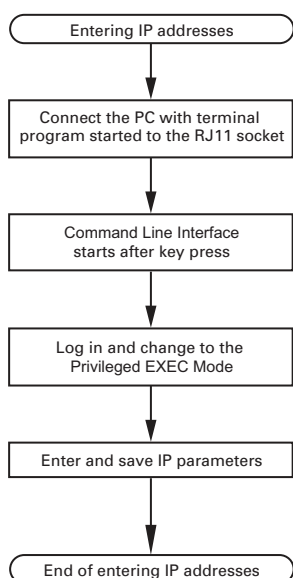 Entering IP addresses
Connect the PC with terminal
program started to the RJ11 socket
Command Line Interface
starts after key press
Log in and change to the
Privileged EXEC Mode
Enter and save IP parameters
End of entering IP addresses